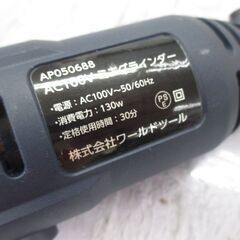 AP050688
AC100Vミニグラインダー
・電源：AC100V～50/60Hz
・消費電力：130w
・定格使用時間：30分
PS
E
株式会社ワールドツール